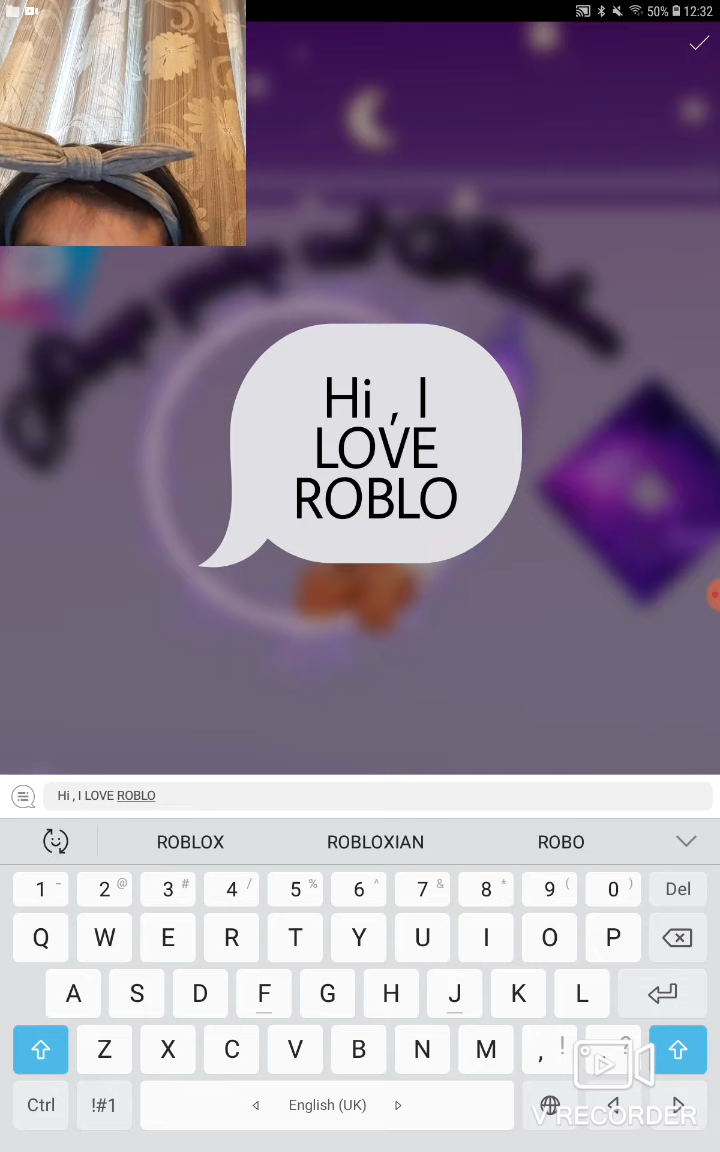 50% 12:32
Hi , I
LOVE
ROBLO
Hi , I LOVE ROBLO
ROBLOX ROBLOXIAN ROBO
1 - 2 @ 3 # 4 / 5 % 6 ^ 7 & 8 * 9 ( 0 ) Del
Q W E R T Y U I O P
A S D F G H J K L
Z X C V B N M , ! ?
Ctrl !#1 English (UK)
V RECORDER